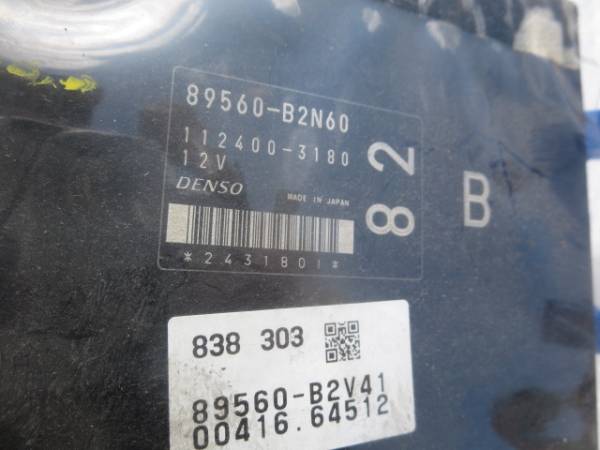 89560-B2N60
112400-3180
12V
DENSO MADE IN JAPAN
*2431801*
82
B
838 303
89560-B2V41
00416.64512